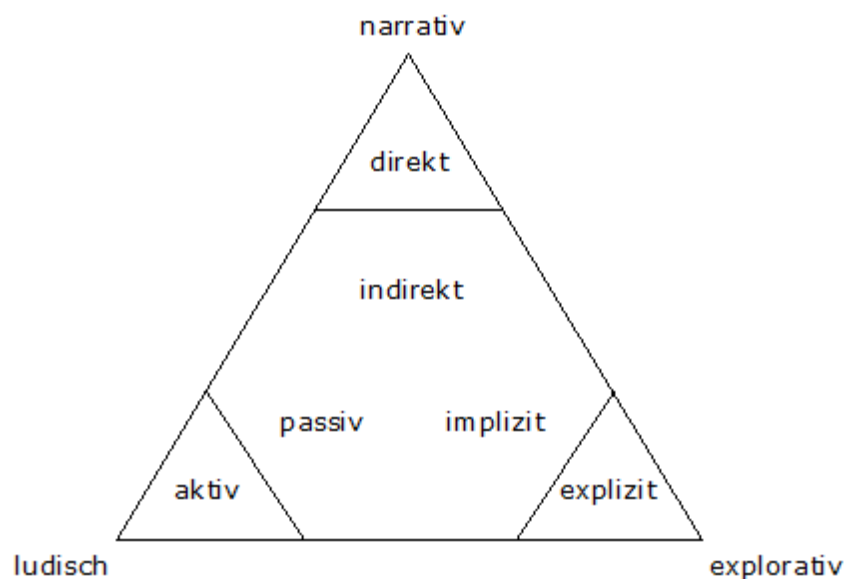 narrativ
direkt
indirekt
passiv implizit
aktiv explizit
ludisch explorativ